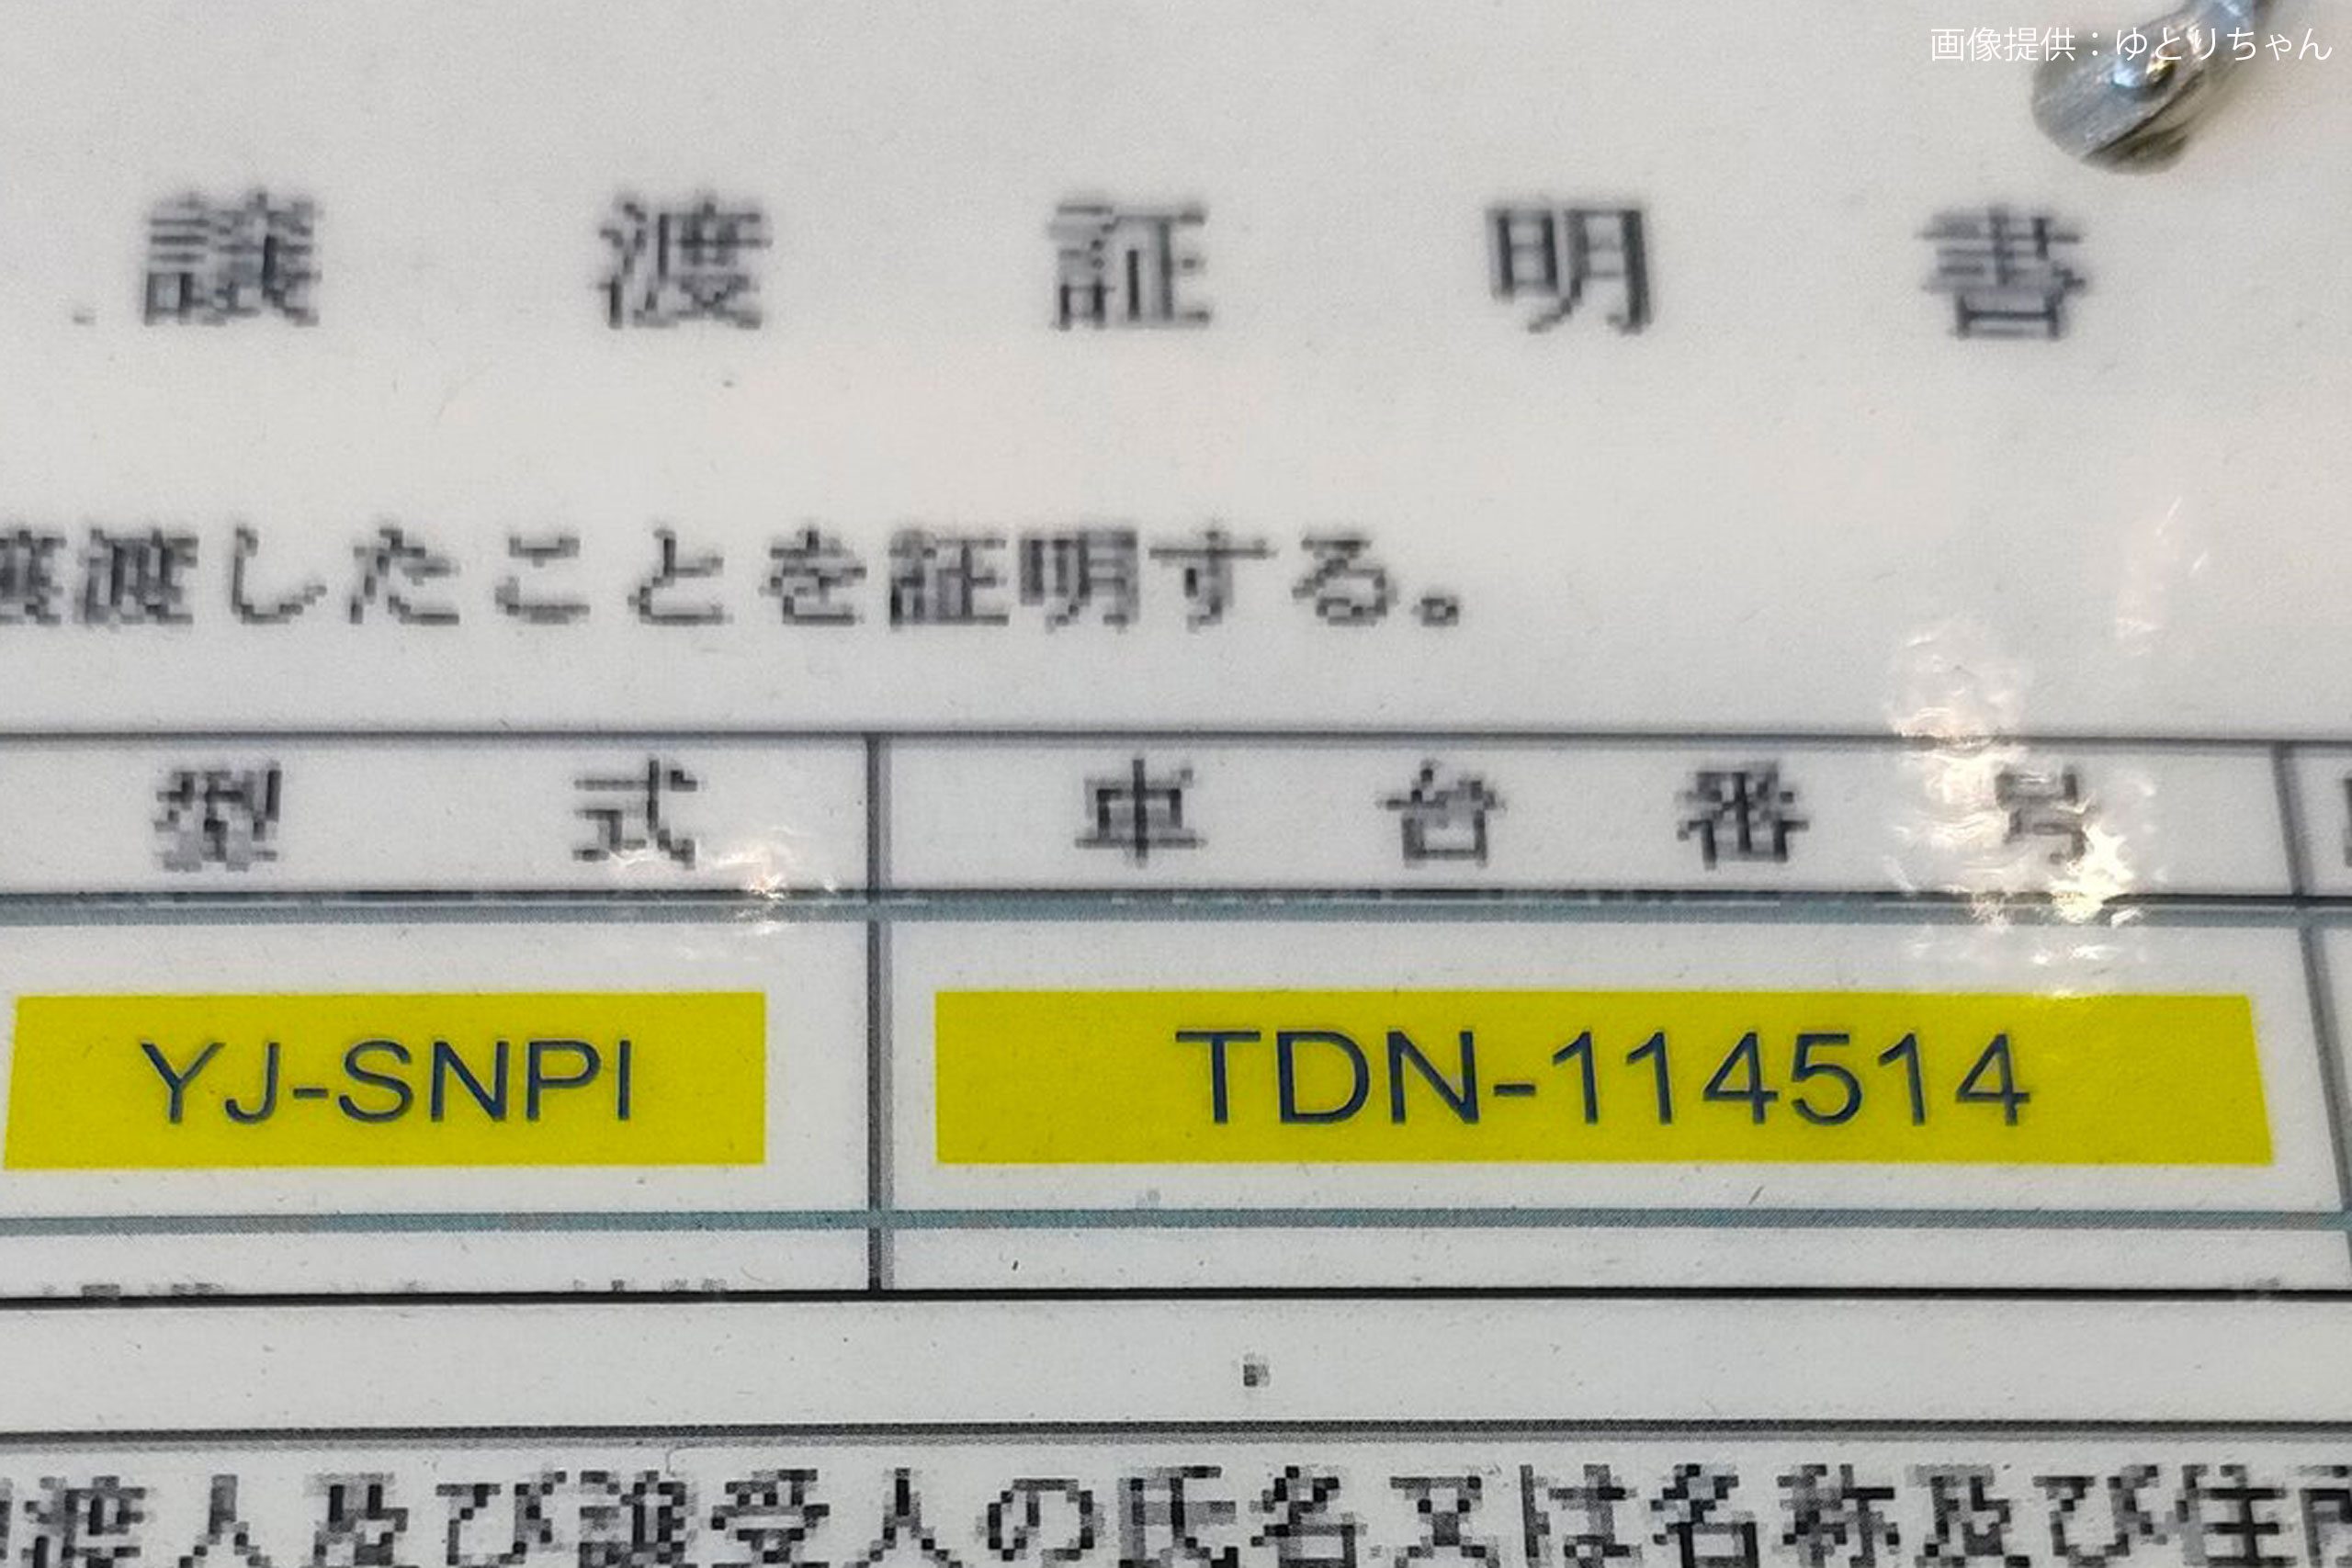 画像提供：ゆとりちゃん
譲渡証明書
譲渡したことを証明する。
型式 車台番号
YJ-SNPI TDN-114514
渡人及び譲受人の氏名又は名称及び住所